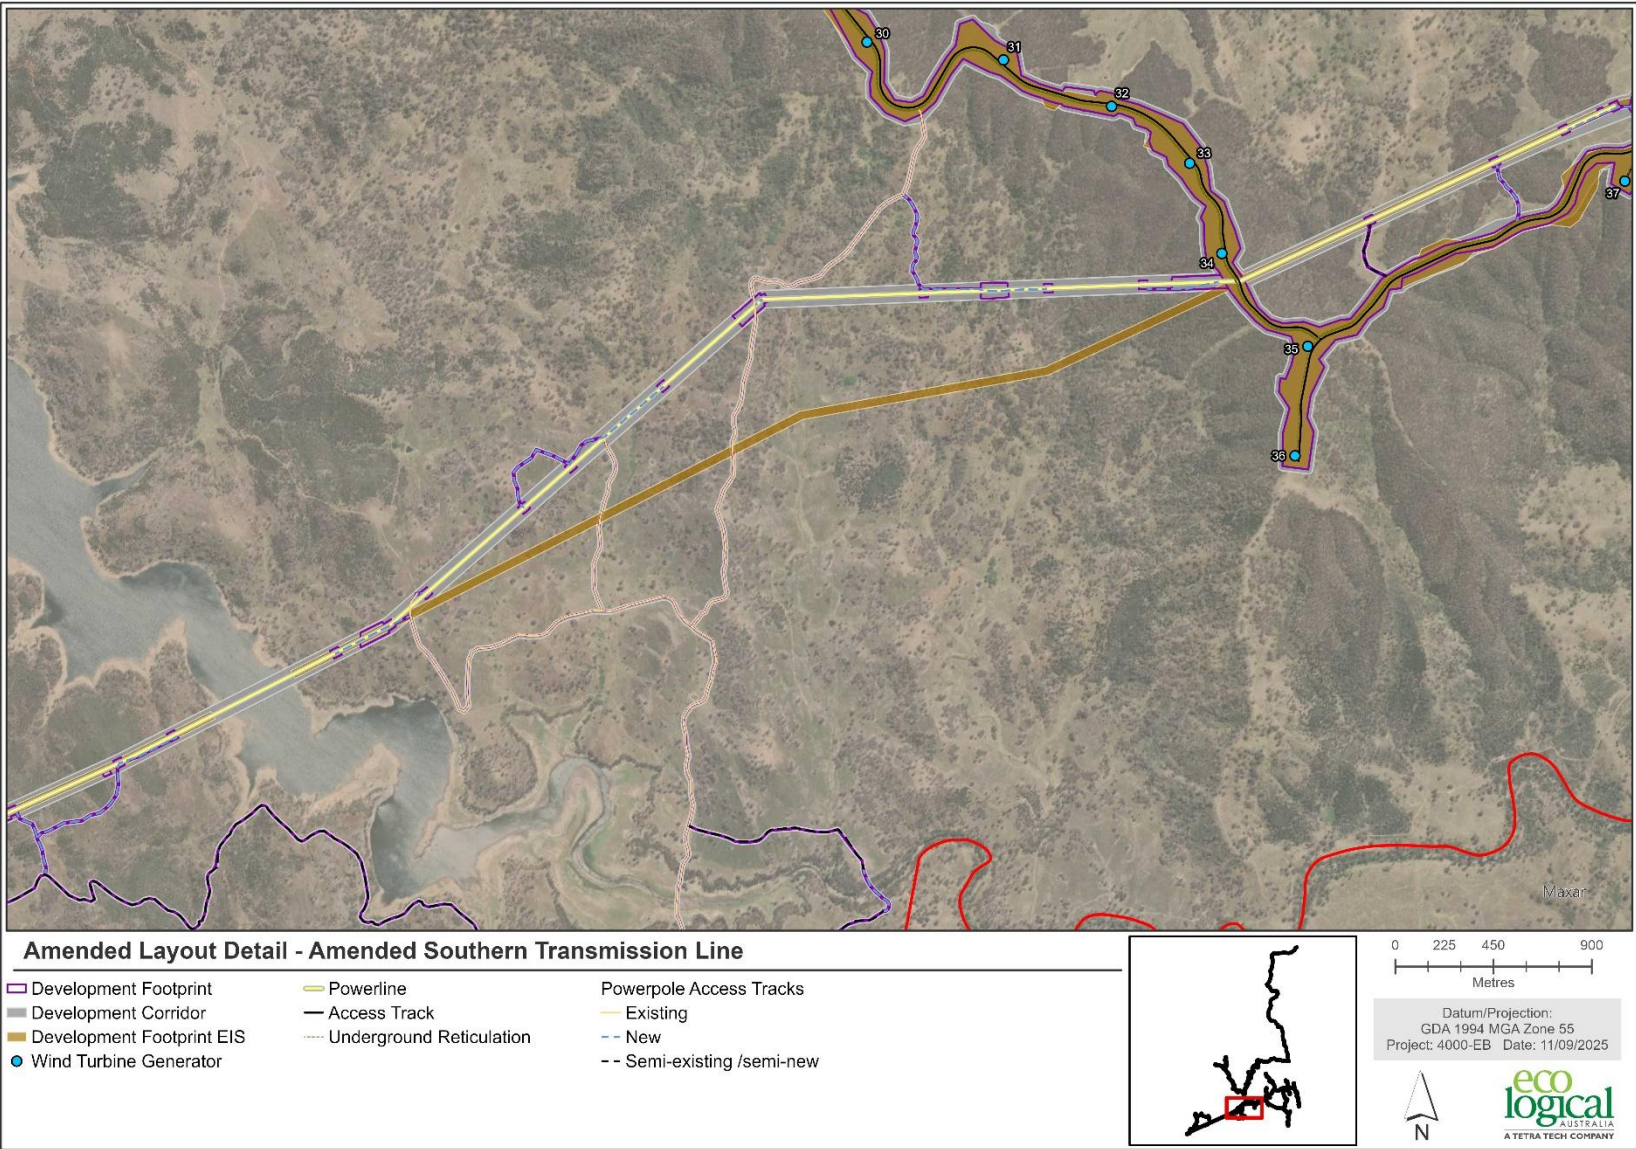 30
31
32
33
34
35
36
37
Maxar
Amended Layout Detail - Amended Southern Transmission Line
Development Footprint
Development Corridor
Development Footprint EIS
Wind Turbine Generator
Powerline
Access Track
Underground Reticulation
Powerpole Access Tracks
Existing
New
Semi-existing /semi-new
0 225 450 900
Metres
Datum/Projection:
GDA 1994 MGA Zone 55
Project: 4000-EB Date: 11/09/2025
N
eco
logical
AUSTRALIA
A TETRA TECH COMPANY